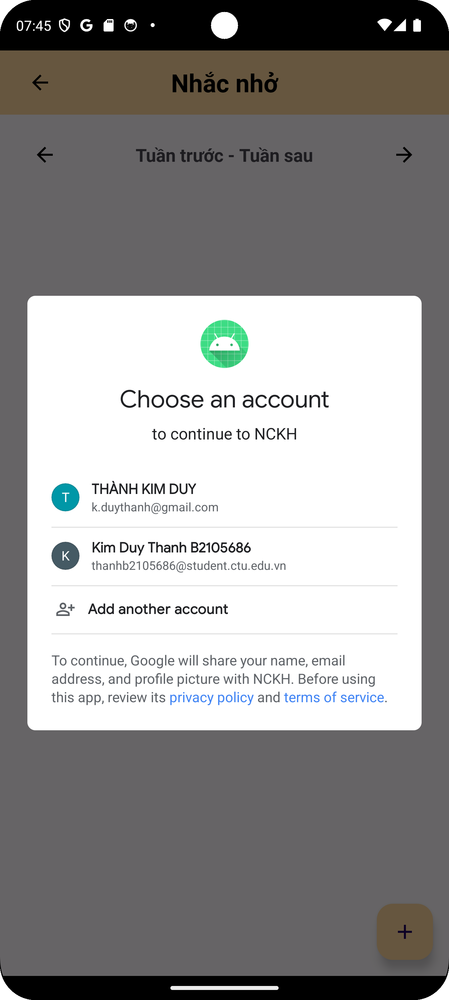 07:45
Nhắc nhở
Tuần trước - Tuần sau
Choose an account
to continue to NCKH
T
THÀNH KIM DUY
k.duythanh@gmail.com
K
Kim Duy Thanh B2105686
thanhb2105686@student.ctu.edu.vn
Add another account
To continue, Google will share your name, email
address, and profile picture with NCKH. Before using
this app, review its privacy policy and terms of service.